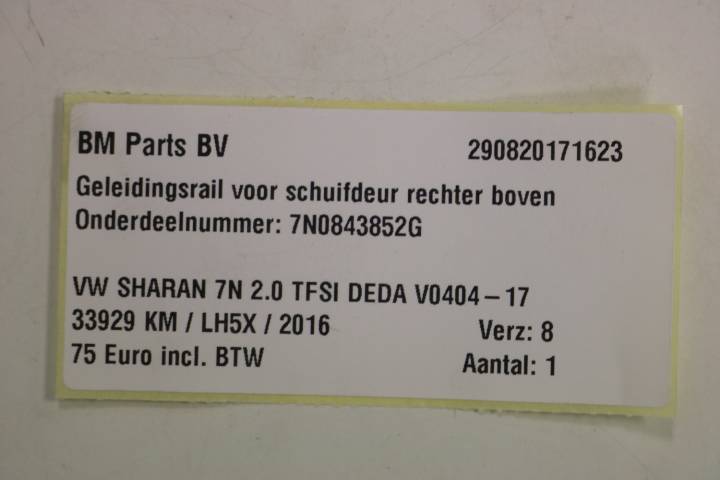 BM Parts BV 290820171623
Geleidingsrail voor schuifdeur rechter boven
Onderdeelnummer: 7N0843852G
VW SHARAN 7N 2.0 TFSI DEDA V0404-17
33929 KM / LH5X / 2016 Verz: 8
75 Euro incl. BTW Aantal: 1